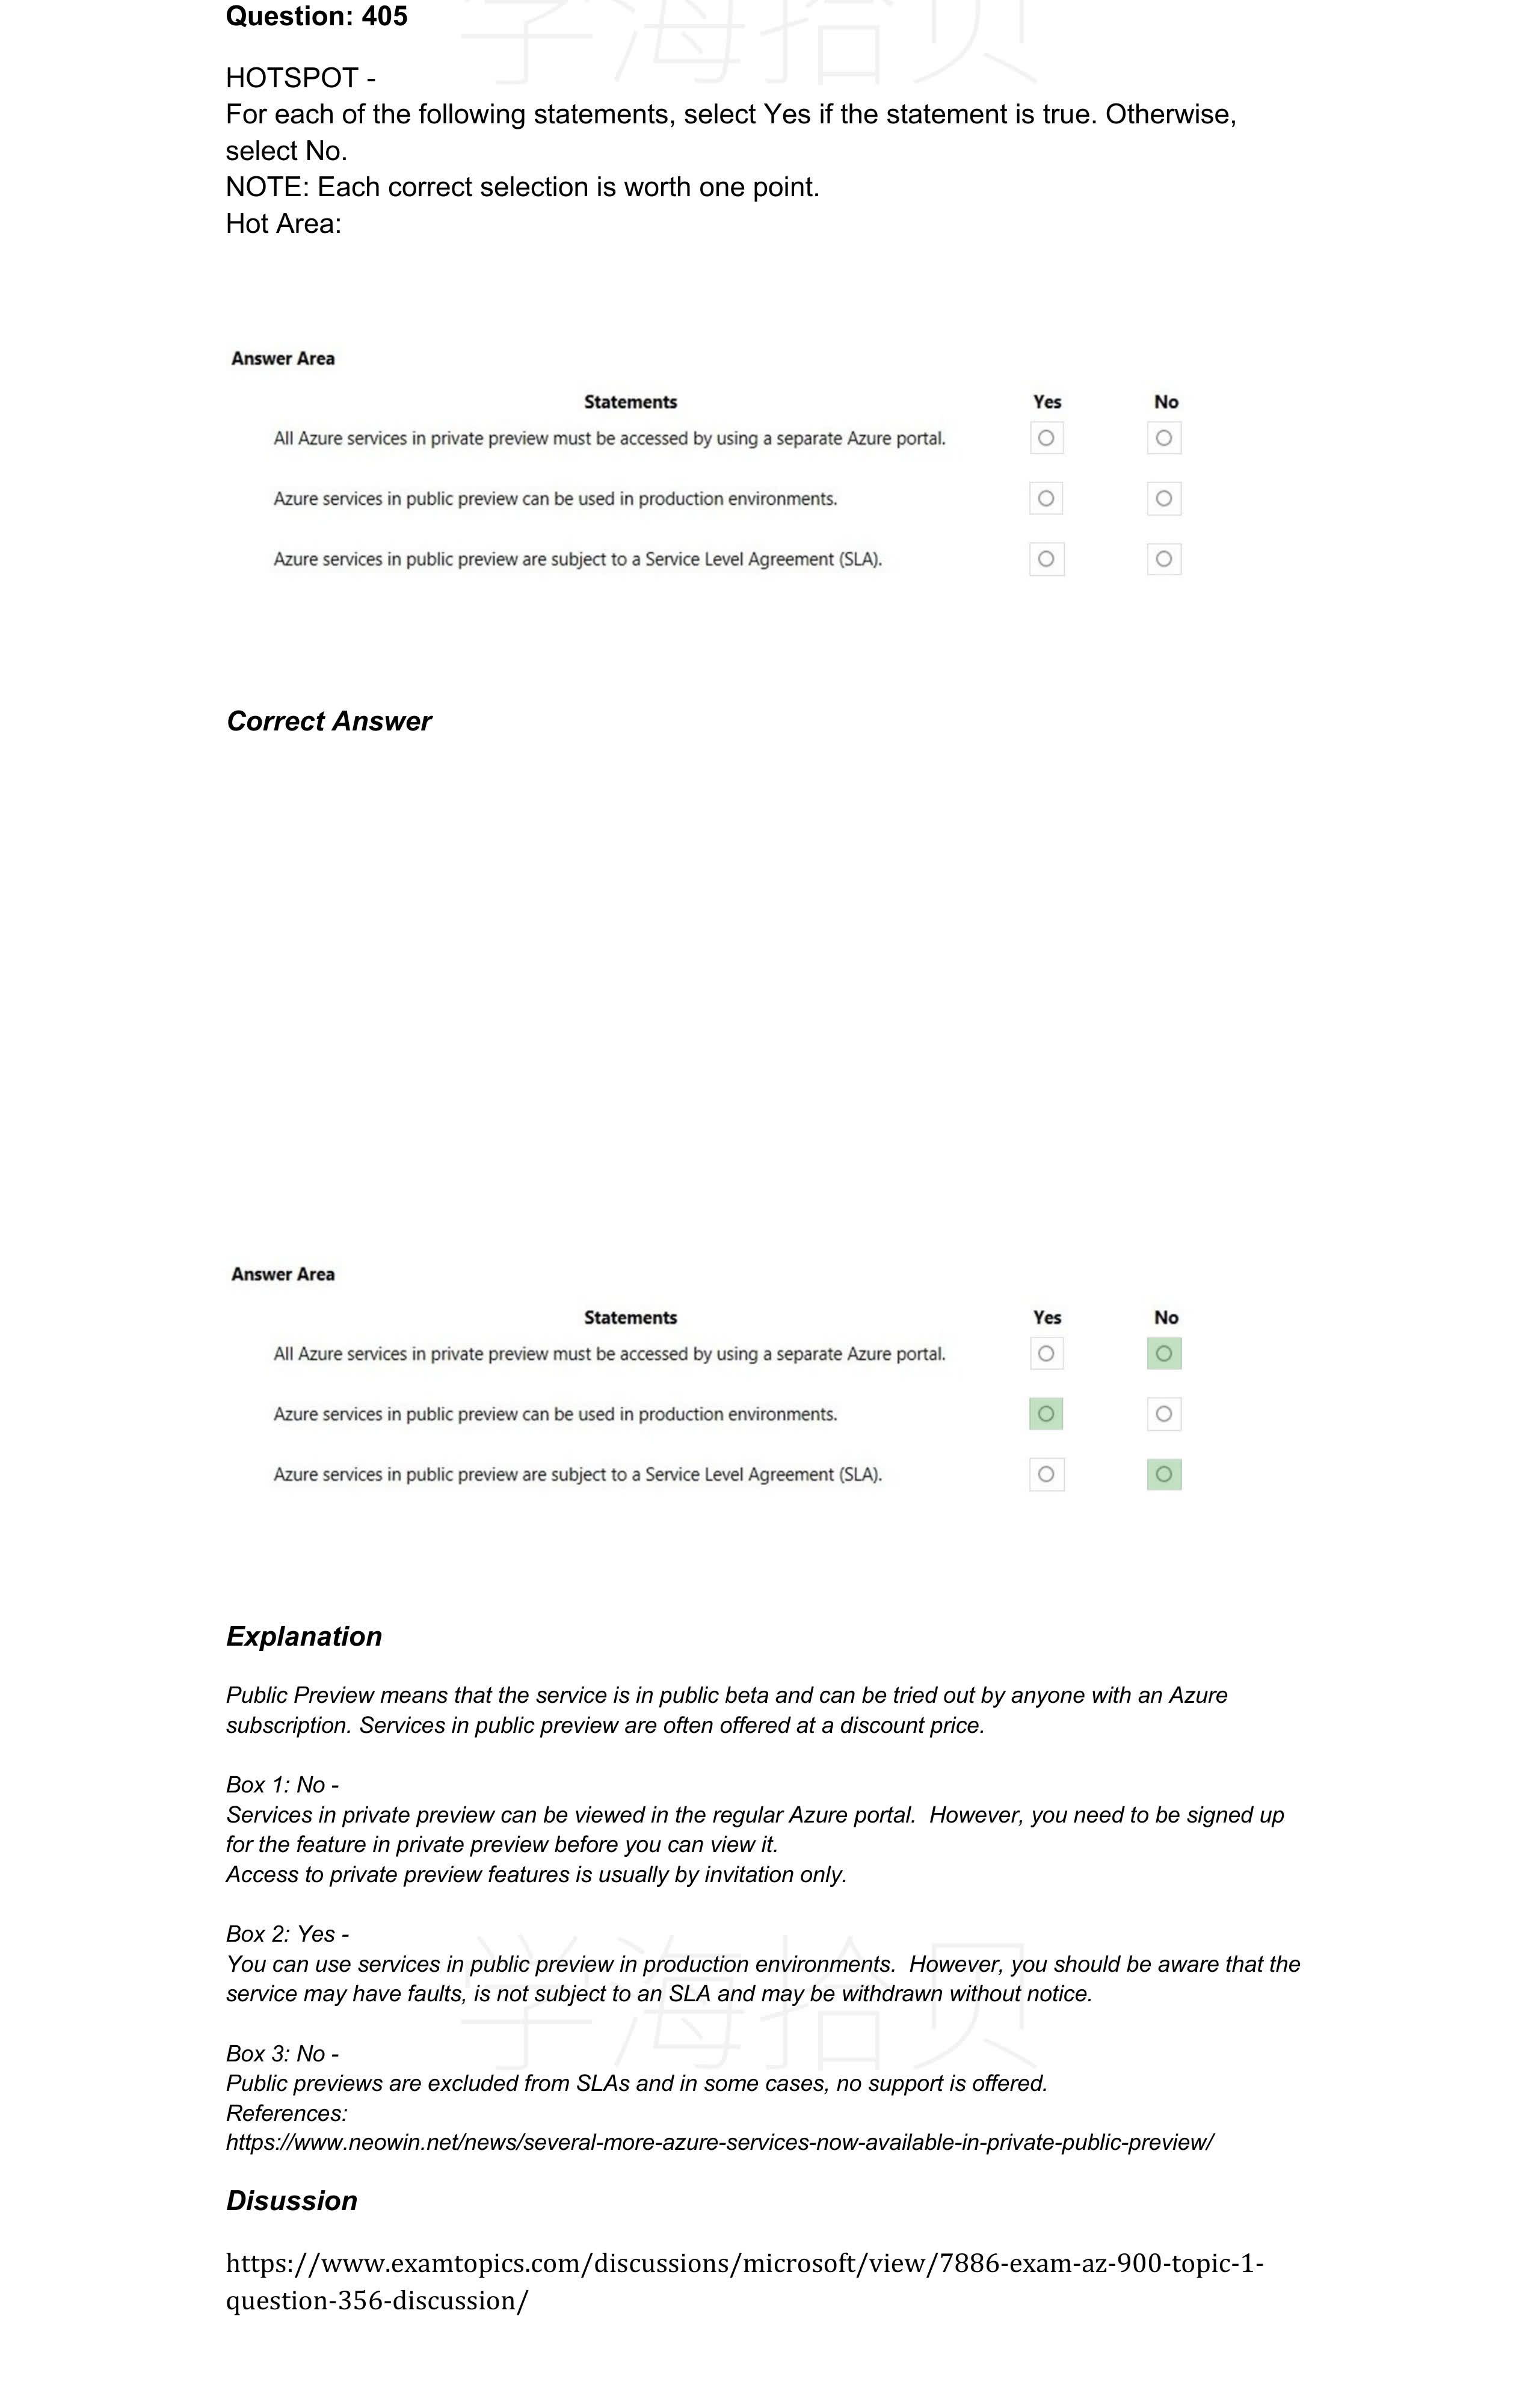 学海拾贝
Question: 405
HOTSPOT -
For each of the following statements, select Yes if the statement is true. Otherwise,
select No.
NOTE: Each correct selection is worth one point.
Hot Area:
Answer Area
Statements Yes No
All Azure services in private preview must be accessed by using a separate Azure portal.
Azure services in public preview can be used in production environments.
Azure services in public preview are subject to a Service Level Agreement (SLA).
Correct Answer
Answer Area
Statements Yes No
All Azure services in private preview must be accessed by using a separate Azure portal.
Azure services in public preview can be used in production environments.
Azure services in public preview are subject to a Service Level Agreement (SLA).
Explanation
Public Preview means that the service is in public beta and can be tried out by anyone with an Azure
subscription. Services in public preview are often offered at a discount price.
Box 1: No -
Services in private preview can be viewed in the regular Azure portal.  However, you need to be signed up
for the feature in private preview before you can view it.
Access to private preview features is usually by invitation only.
Box 2: Yes -
You can use services in public preview in production environments.  However, you should be aware that the
service may have faults, is not subject to an SLA and may be withdrawn without notice.
学海拾贝
Box 3: No -
Public previews are excluded from SLAs and in some cases, no support is offered.
References:
https://www.neowin.net/news/several-more-azure-services-now-available-in-private-public-preview/
Disussion
https://www.examtopics.com/discussions/microsoft/view/7886-exam-az-900-topic-1-
question-356-discussion/